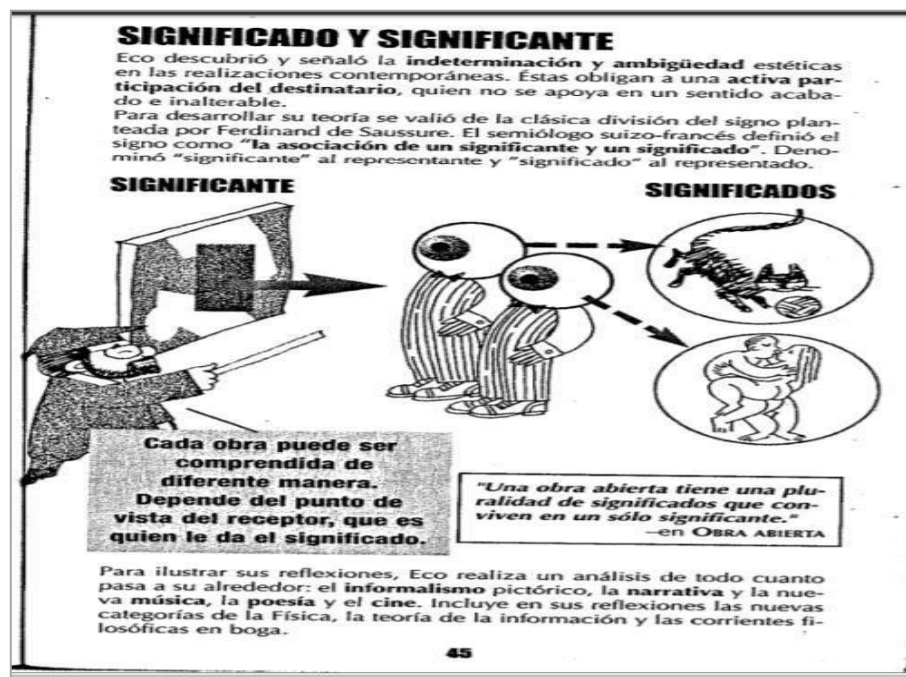 SIGNIFICADO Y SIGNIFICANTE
Eco descubrió y señaló la indeterminación y ambigüedad estéticas
en las realizaciones contemporáneas. Éstas obligan a una activa par-
ticipación del destinatario, quien no se apoya en un sentido acaba-
do e inalterable.
Para desarrollar su teoría se valió de la clásica división del signo plan-
teada por Ferdinand de Saussure. El semiólogo suizo-francés definió el
signo como "la asociación de un significante y un significado". Deno-
minó "significante" al representante y "significado" al representado.
SIGNIFICANTE
SIGNIFICADOS
Cada obra puede ser
comprendida de
diferente manera.
Depende del punto de
vista del receptor, que es
quien le da el significado.
"Una obra abierta tiene una plu-
ralidad de significados que con-
viven en un sólo significante."
–en OBRA ABIERTA
Para ilustrar sus reflexiones, Eco realiza un análisis de todo cuanto
pasa a su alrededor: el informalismo pictórico, la narrativa y la nue-
va música, la poesía y el cine. Incluye en sus reflexiones las nuevas
categorías de la Física, la teoría de la información y las corrientes fi-
losóficas en boga.
45